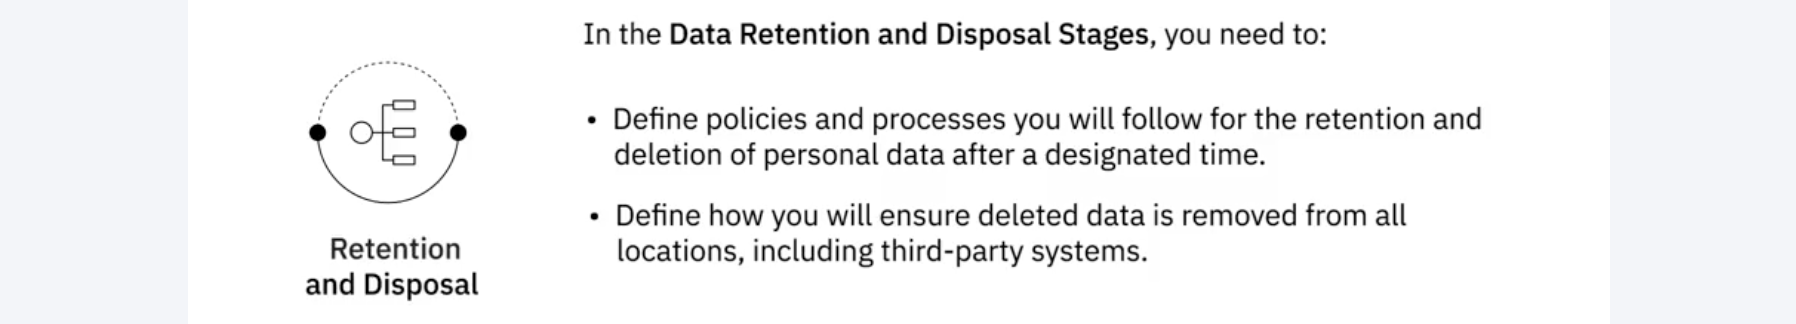 In the Data Retention and Disposal Stages, you need to:
• Define policies and processes you will follow for the retention and
deletion of personal data after a designated time.
• Define how you will ensure deleted data is removed from all
locations, including third-party systems.
Retention
and Disposal